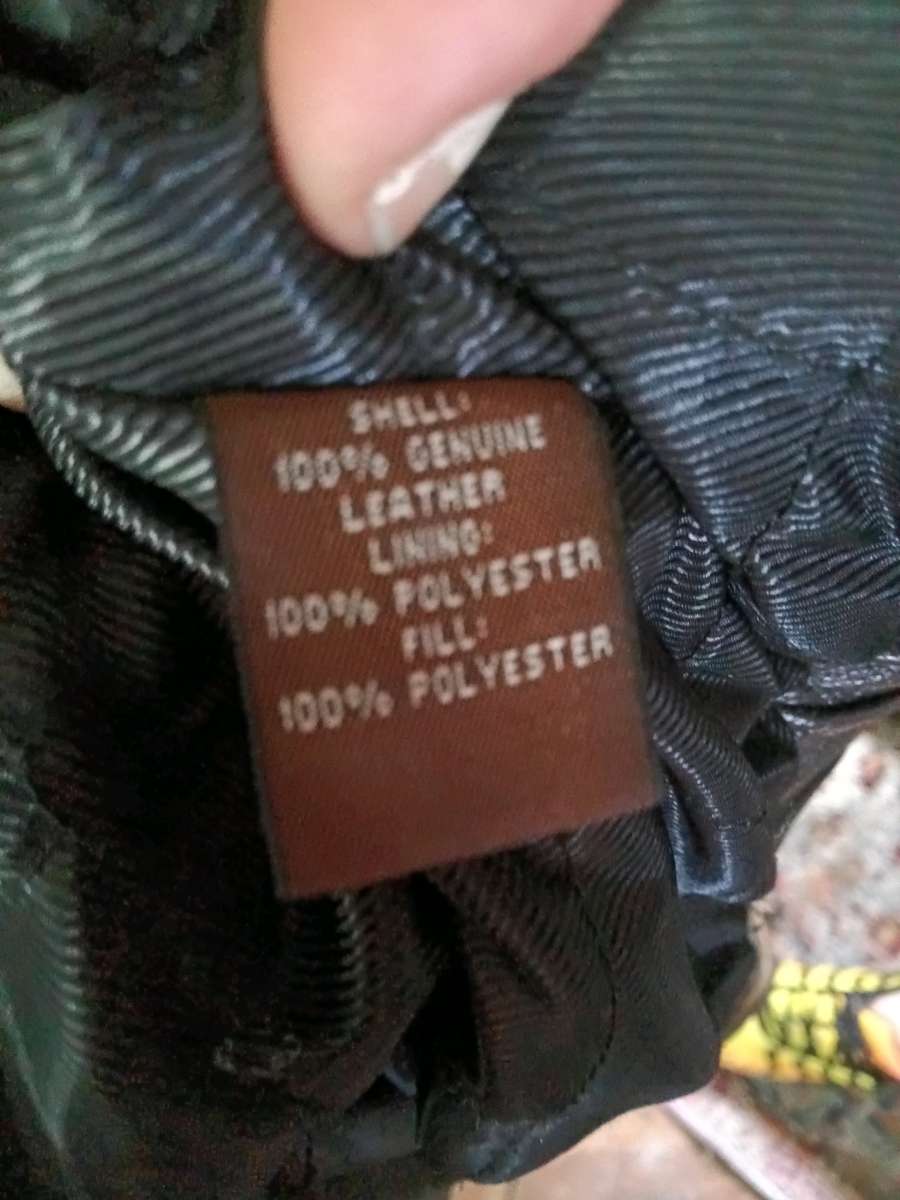 SHELL:
100% GENUINE
LEATHER
LINING:
100% POLYESTER
FILL:
100% POLYESTER